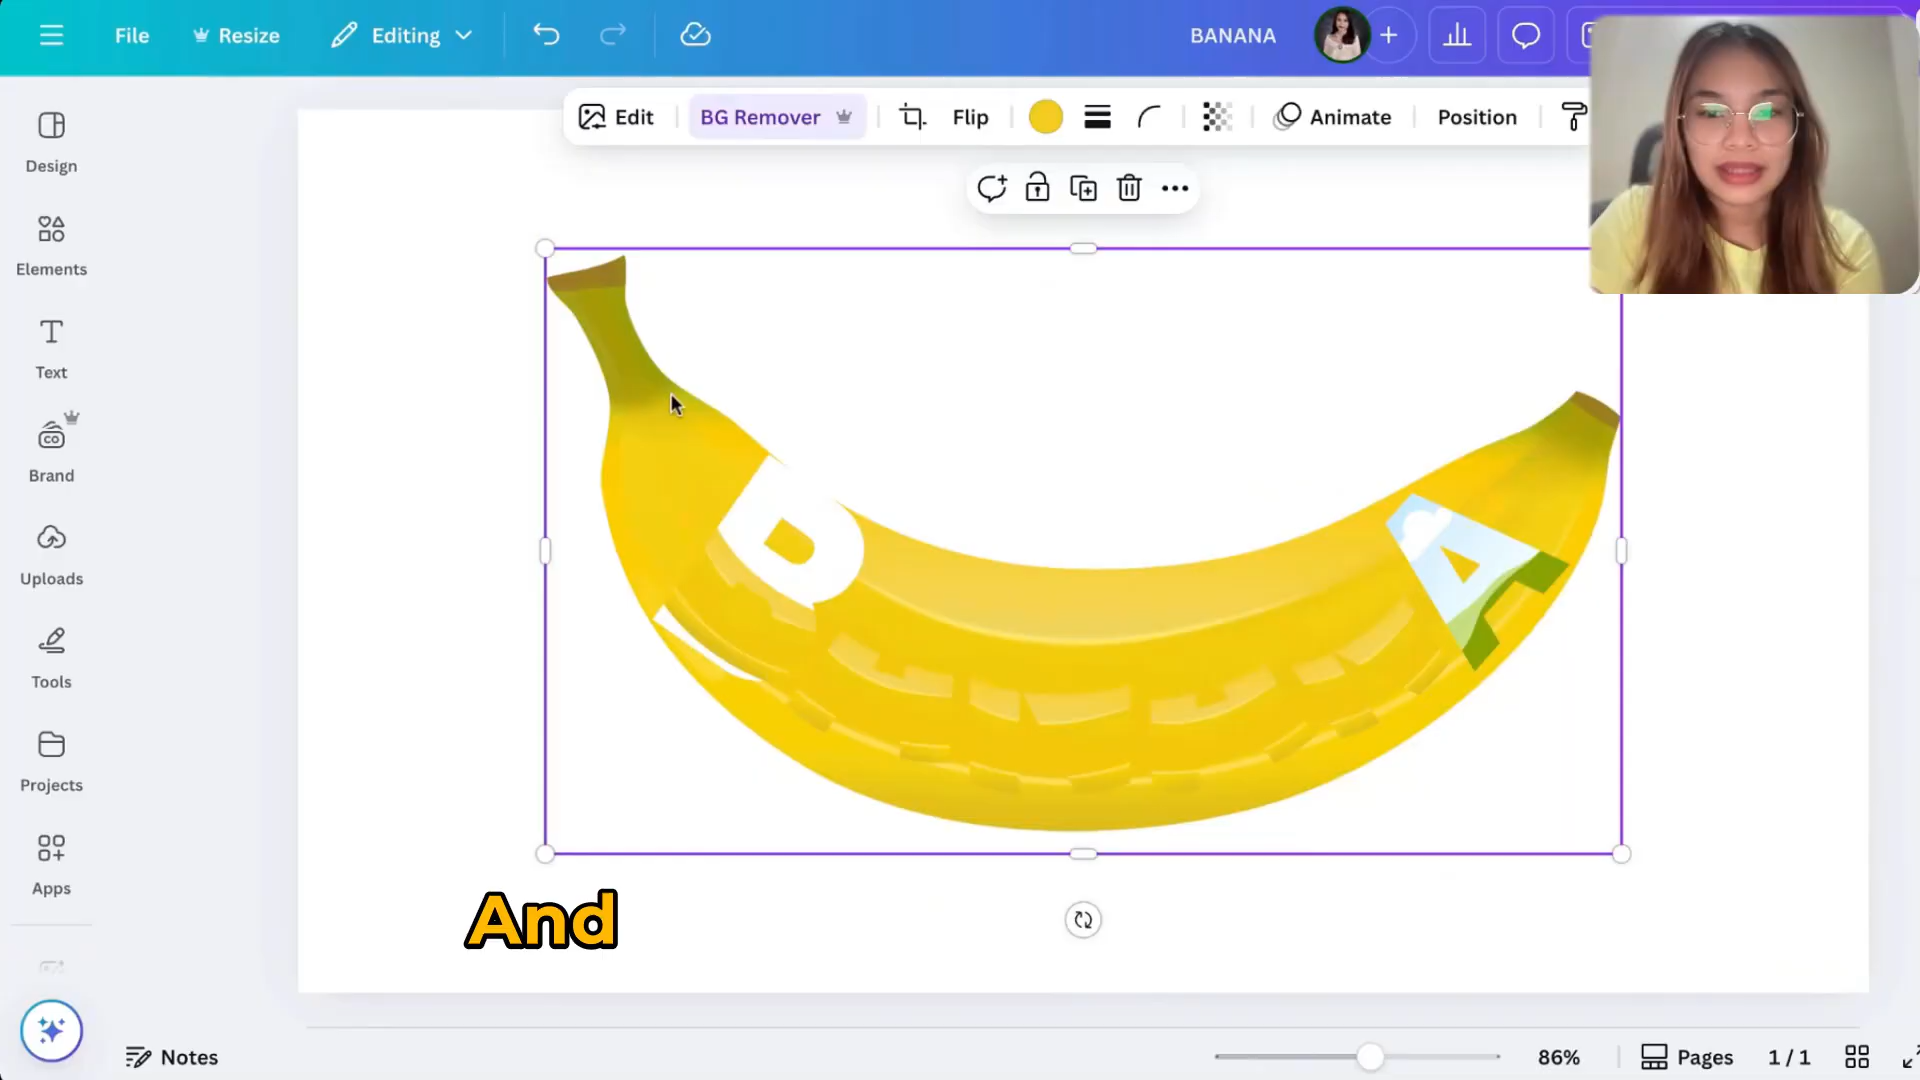 File Resize Editing BANANA
Edit BG Remover Flip Animate Position
Design
Elements
Text
CO
Brand
Uploads
Tools
Projects
Apps
A
And
Notes 86% Pages 1 / 1